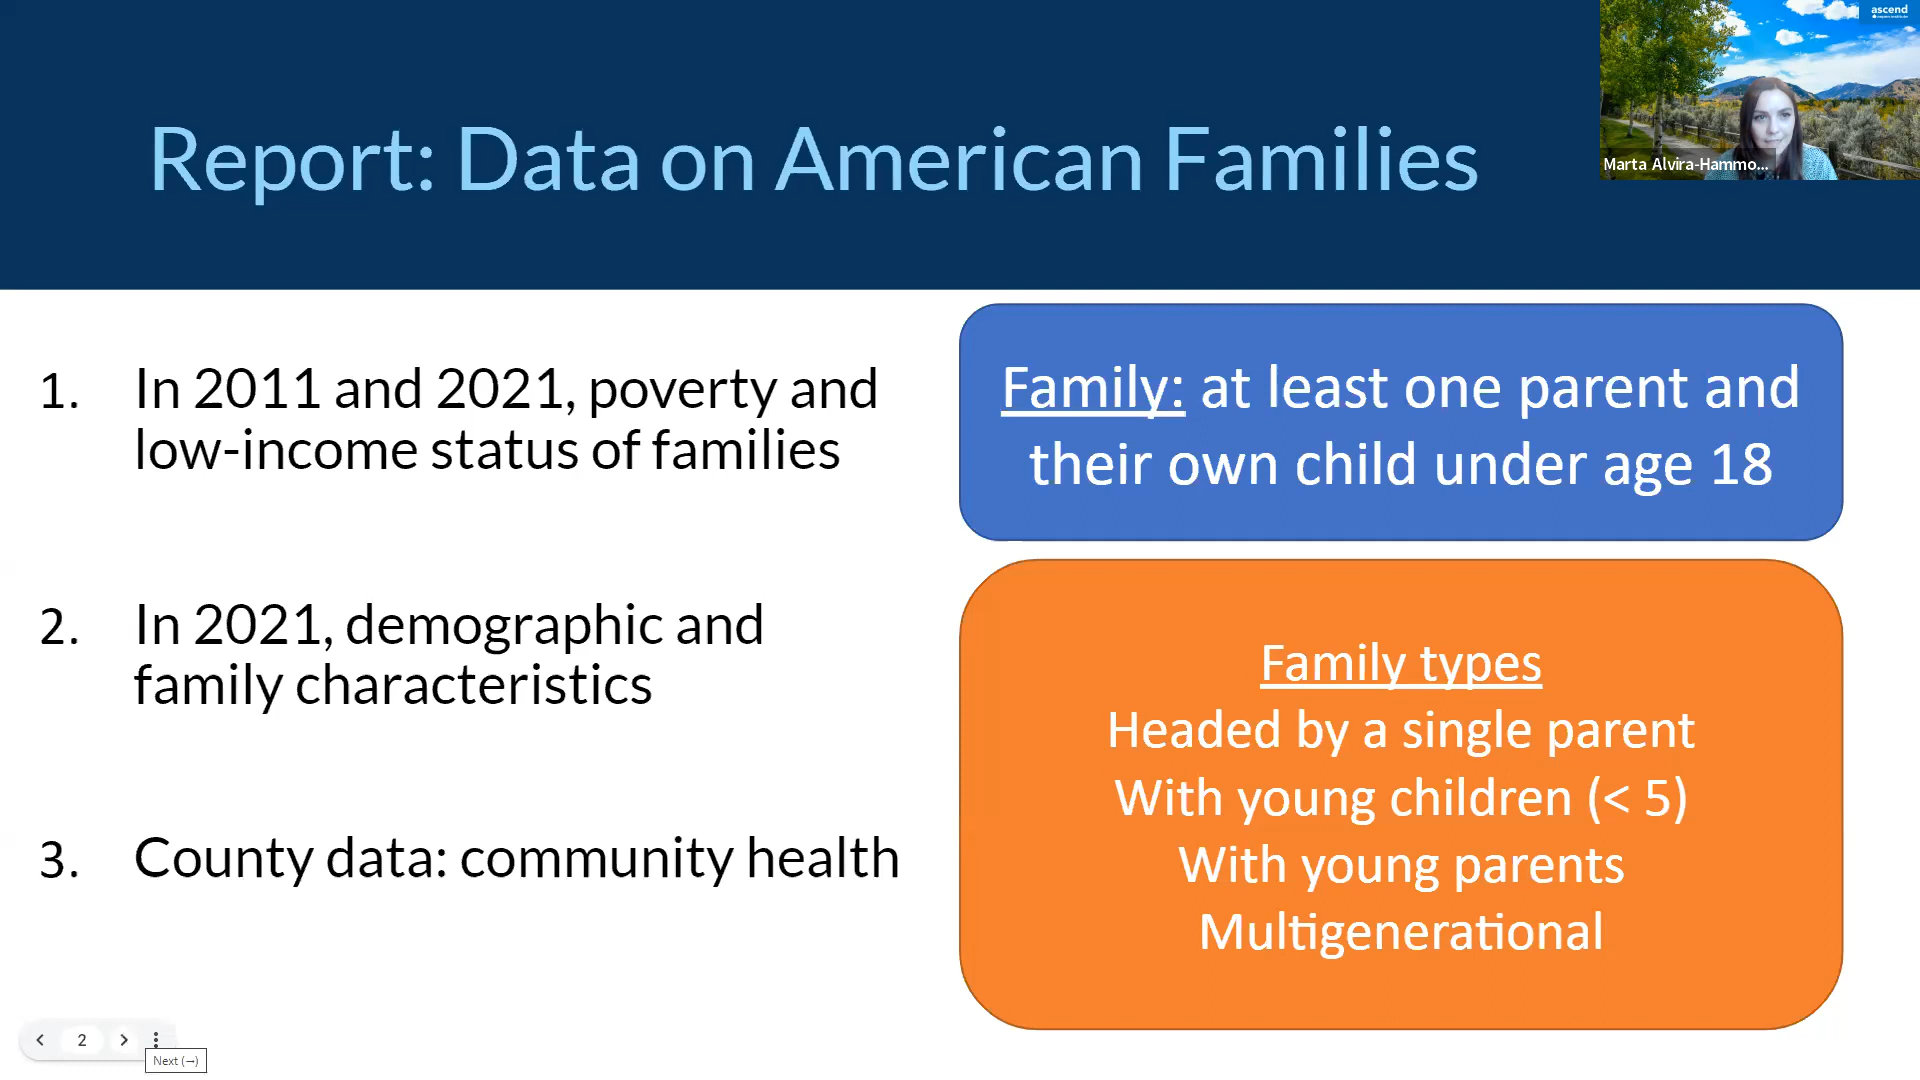 Report: Data on American Families
ascend
Marta Alvira-Hammo...
1. In 2011 and 2021, poverty and
low-income status of families
2. In 2021, demographic and
family characteristics
3. County data: community health
Family: at least one parent and
their own child under age 18
Family types
Headed by a single parent
With young children (< 5)
With young parents
Multigenerational
2
Next (→)